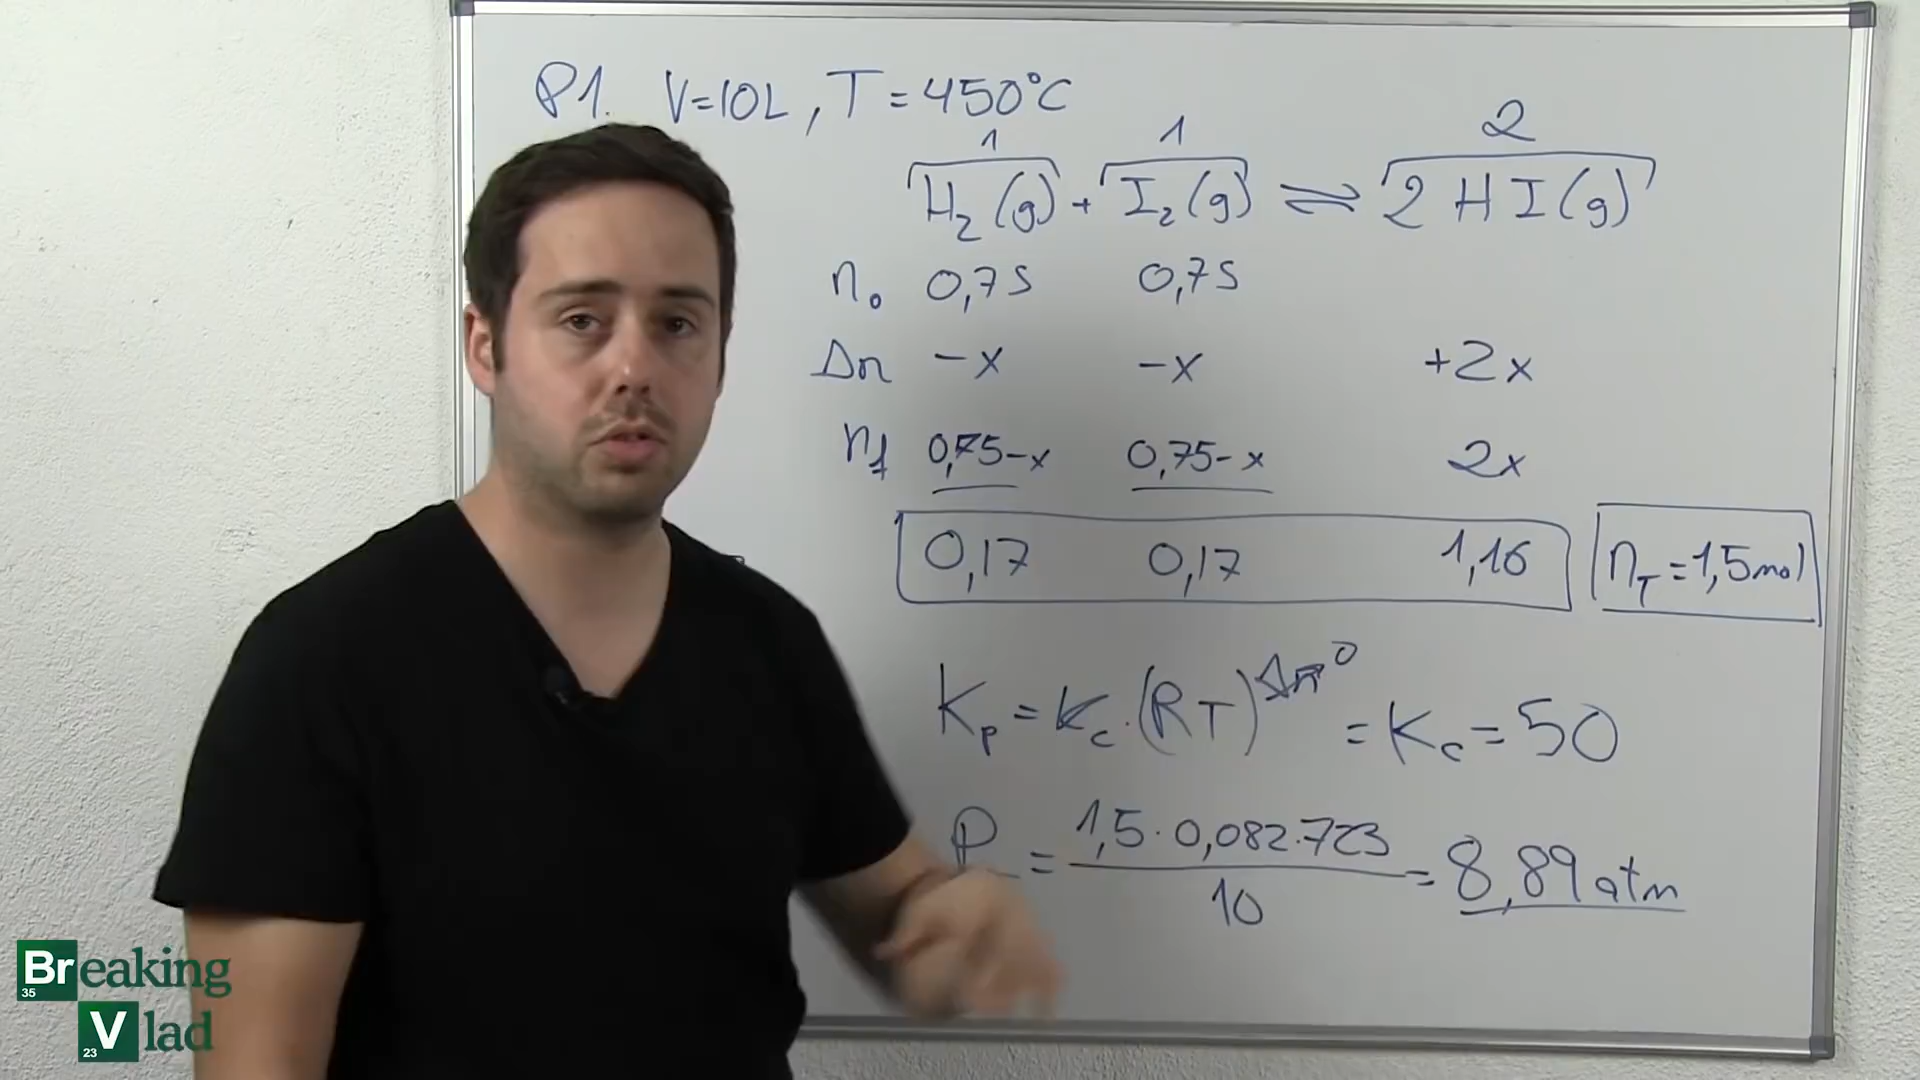 P1. V=10L, T=450°C
1 1 2
H₂(g) + I₂(g) ⇌ 2HI(g)
n₀ 0,75 0,75
Δn -x -x +2x
nf 0,75-x 0,75-x 2x
0,17 0,17 1,16 nT=1,5mol
Kp = Kc·(RT)^Δn 0 = Kc = 50
P = 1,5·0,082·723 / 10 = 8,89 atm
Breaking
35
Vlad
23